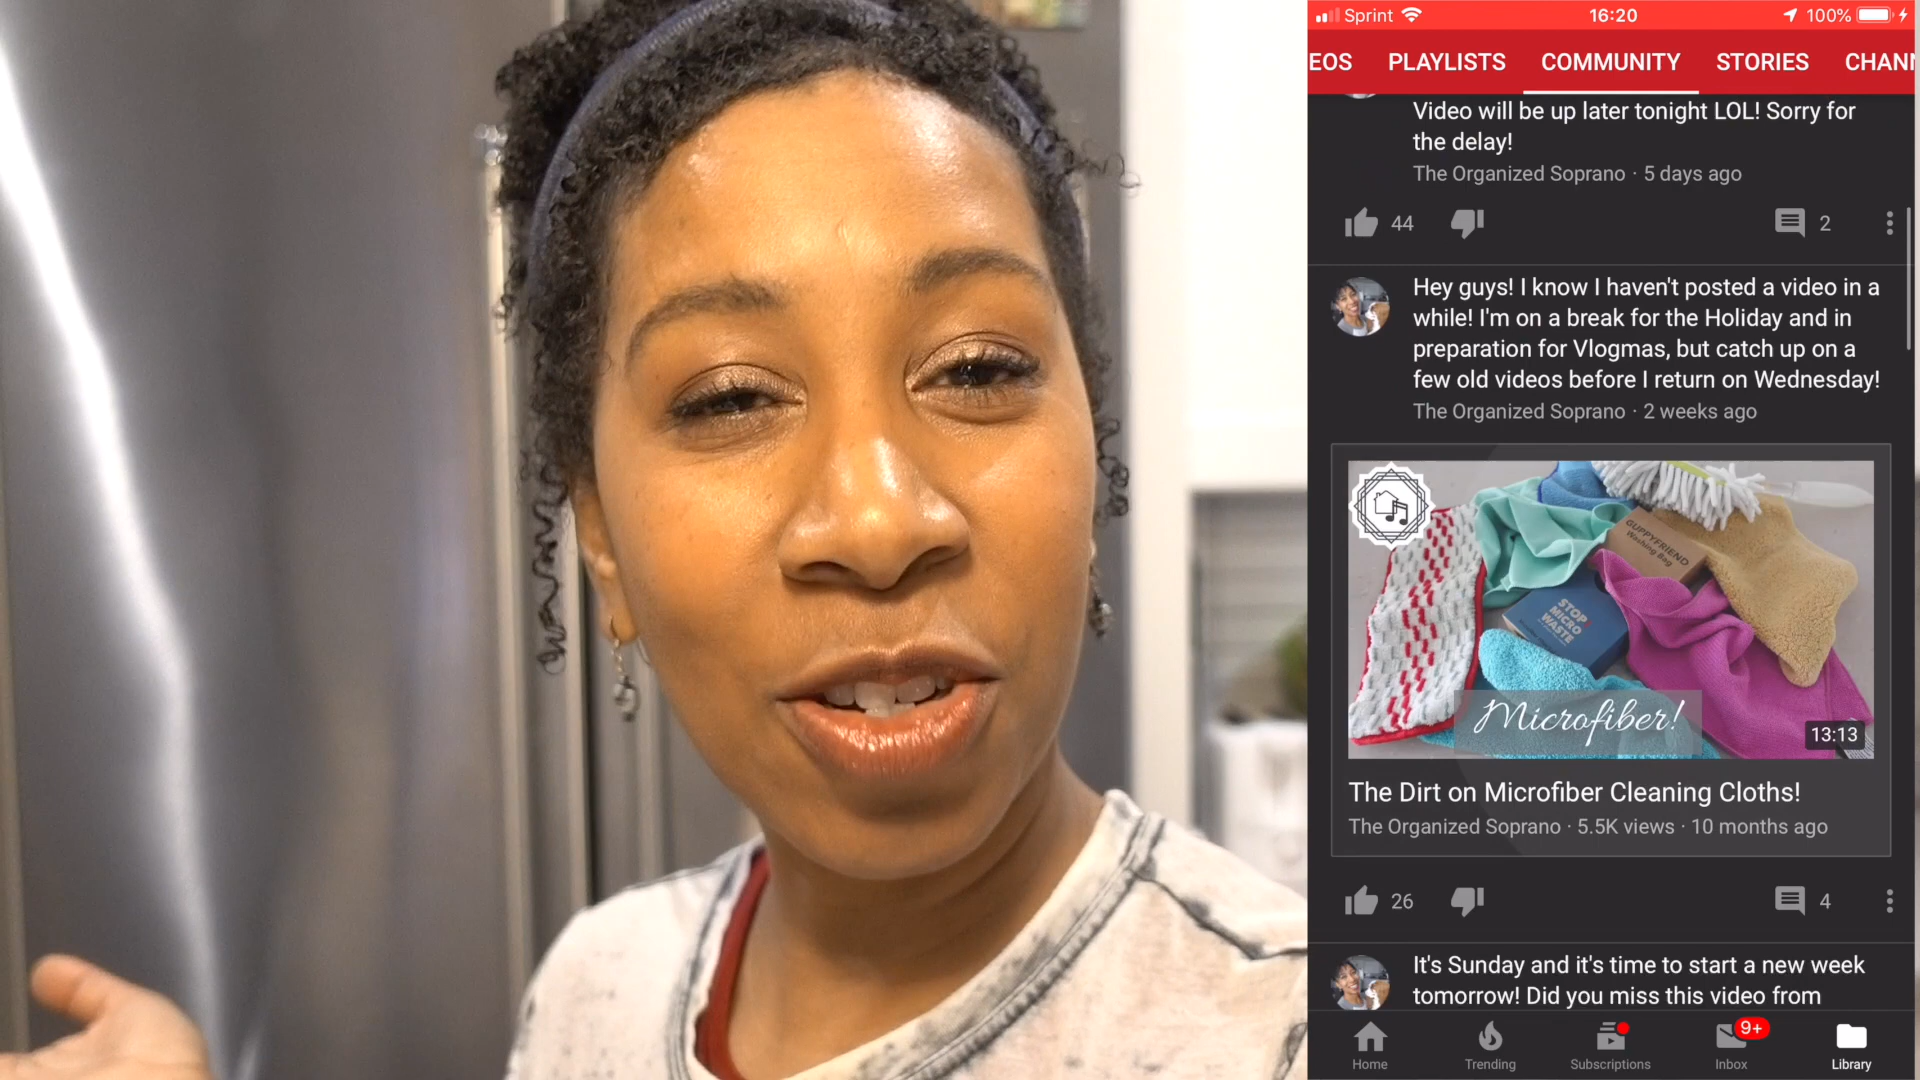 Sprint 16:20 100%
EOS PLAYLISTS COMMUNITY STORIES CHANN
Video will be up later tonight LOL! Sorry for
the delay!
The Organized Soprano · 5 days ago
44 2
Hey guys! I know I haven't posted a video in a
while! I'm on a break for the Holiday and in
preparation for Vlogmas, but catch up on a
few old videos before I return on Wednesday!
The Organized Soprano · 2 weeks ago
GUPPYFRIEND
Washing Bag
STOP
MICRO
WASTE
Microfiber!
13:13
The Dirt on Microfiber Cleaning Cloths!
The Organized Soprano · 5.5K views · 10 months ago
26 4
It's Sunday and it's time to start a new week
tomorrow! Did you miss this video from
9+
Home Trending Subscriptions Inbox Library